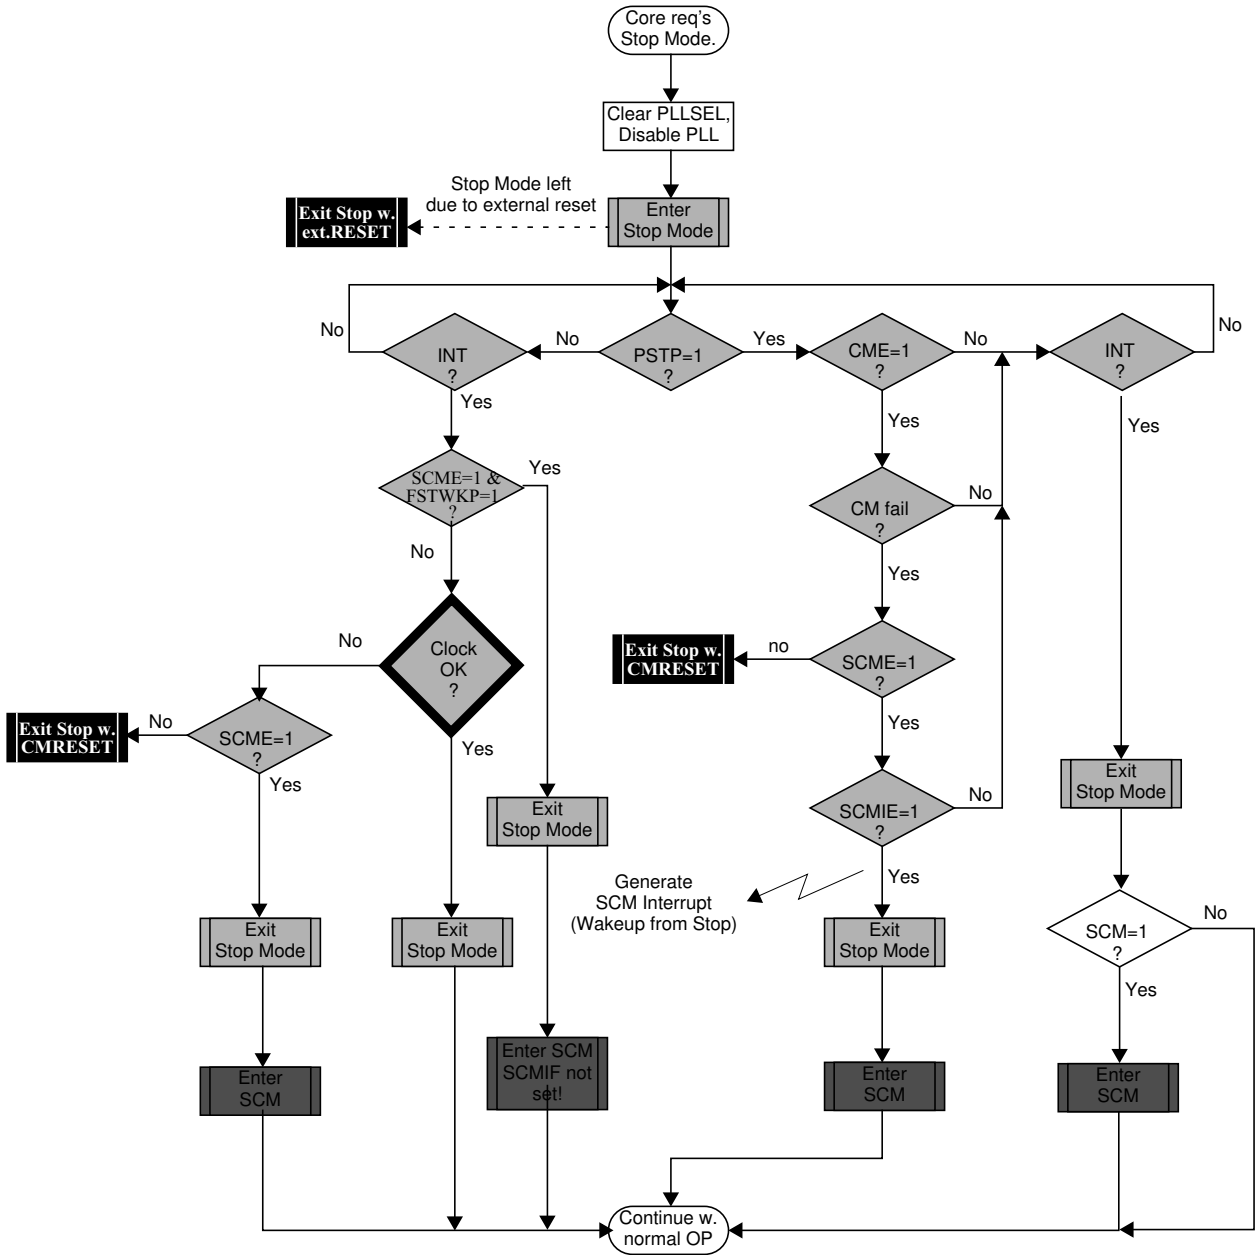 Core req's
Stop Mode.
Clear PLLSEL,
Disable PLL
Stop Mode left
due to external reset
Exit Stop w.
ext.RESET
Enter
Stop Mode
No
INT
?
No
PSTP=1
?
Yes
CME=1
?
No
INT
?
No
Yes
Yes
Yes
SCME=1 &
FSTWKP=1
?
Yes
CM fail
?
No
No
Yes
Clock
OK
?
No
Exit Stop w.
CMRESET
no
SCME=1
?
Exit Stop w.
CMRESET
No
SCME=1
?
Yes
Yes
Yes
Exit
Stop Mode
SCMIE=1
?
No
Exit
Stop Mode
Generate
SCM Interrupt
(Wakeup from Stop)
Yes
Exit
Stop Mode
Exit
Stop Mode
Exit
Stop Mode
SCM=1
?
No
Yes
Enter
SCM
Enter SCM
SCMIF not
set!
Enter
SCM
Enter
SCM
Continue w.
normal OP